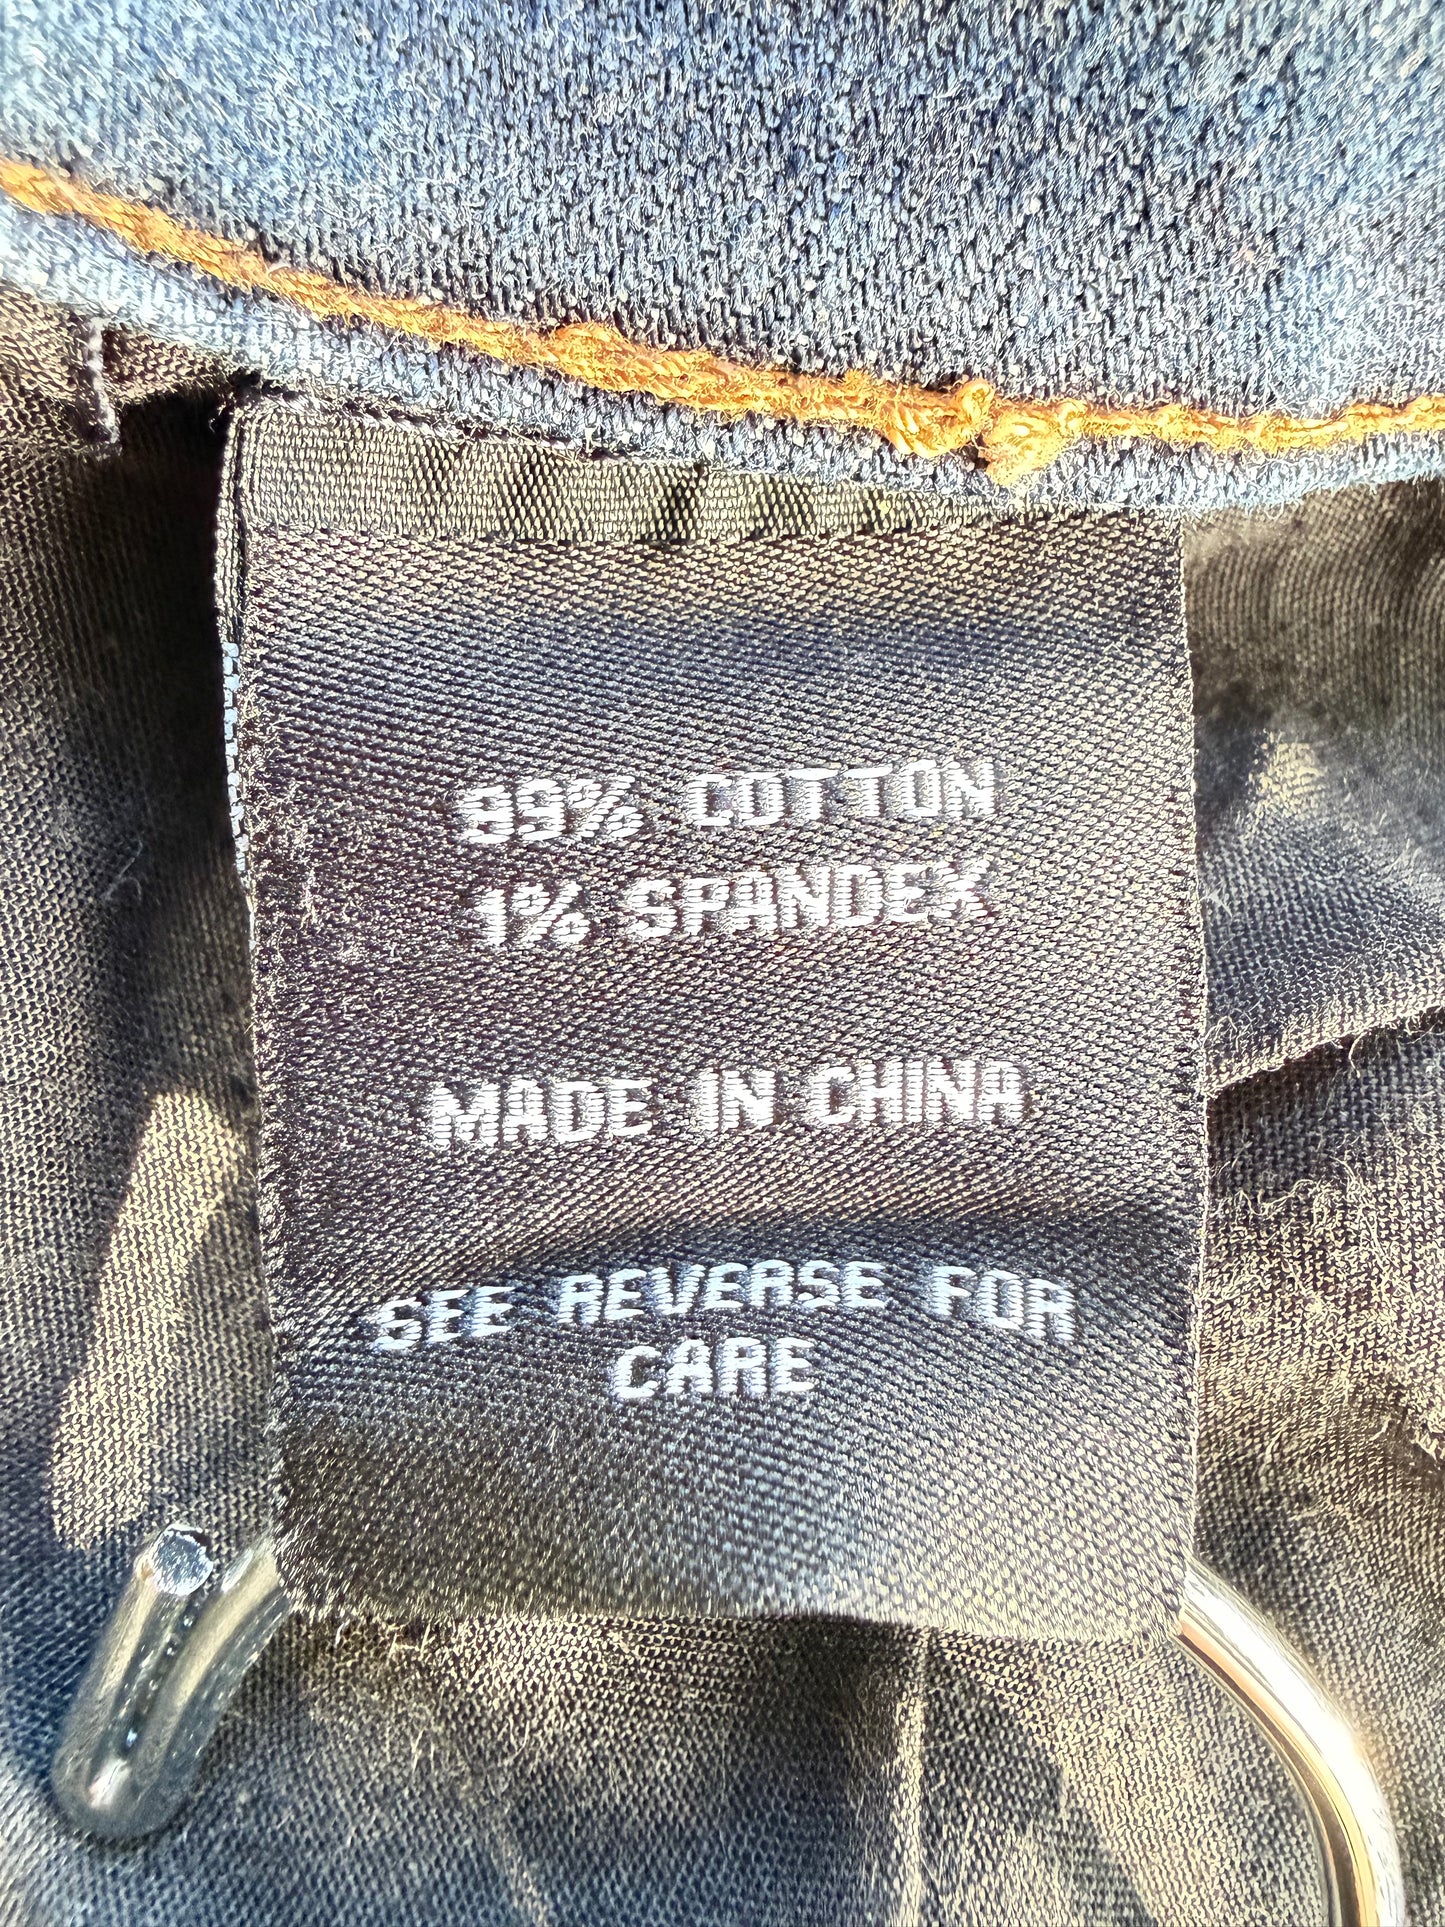 99% COTTON
1% SPANDEX
MADE IN CHINA
SEE REVERSE FOR
CARE